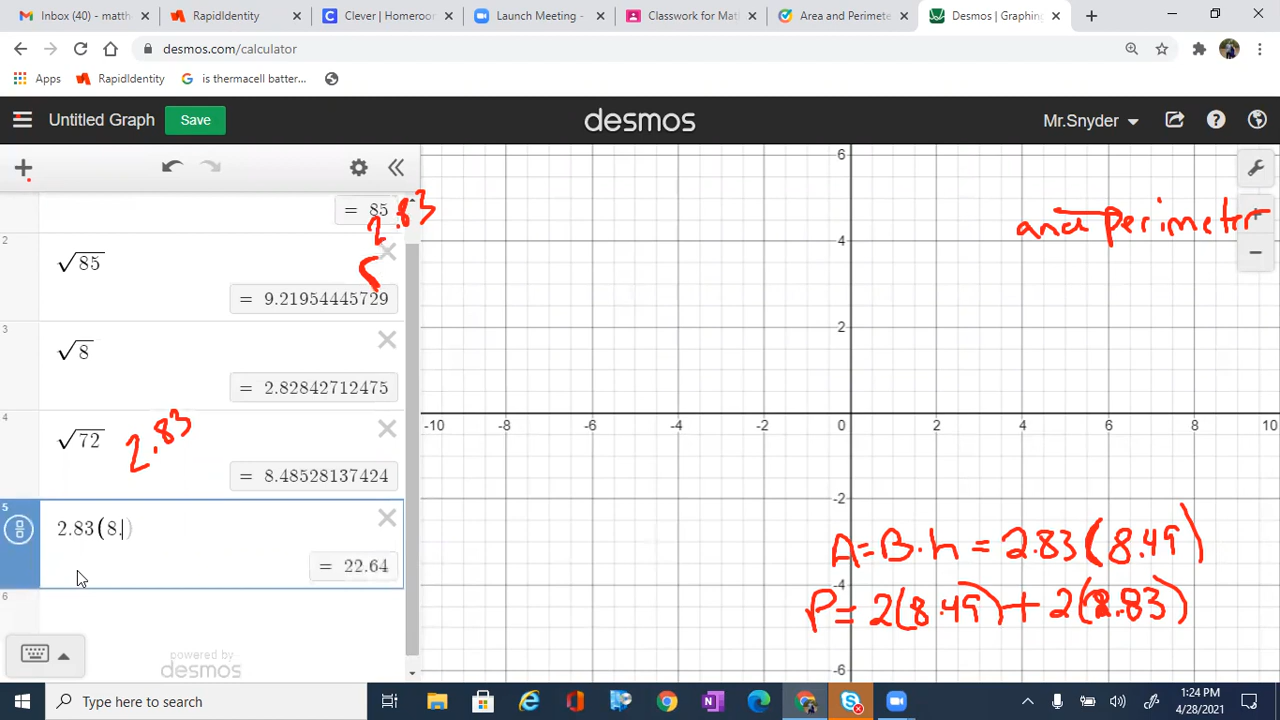 Inbox (40) - math RapidIdentity Clever | Homeroom Launch Meeting - Classwork for Mat Area and Perimete Desmos | Graphing
desmos.com/calculator
Apps RapidIdentity is thermacell batter...
Untitled Graph Save desmos Mr.Snyder
= 85
2.83
2
√85
= 9.21954445729
3
√8
= 2.82842712475
4
√72 2.83
= 8.48528137424
5
2.83(8.)
= 22.64
6
powered by
desmos
and perimeter
6
4
2
-10 -8 -6 -4 -2 0 2 4 6 8 10
-2
-4
-6
A=B·h = 2.83(8.49)
P= 2(8.49)+2(2.83)
Type here to search
1:24 PM
4/28/2021